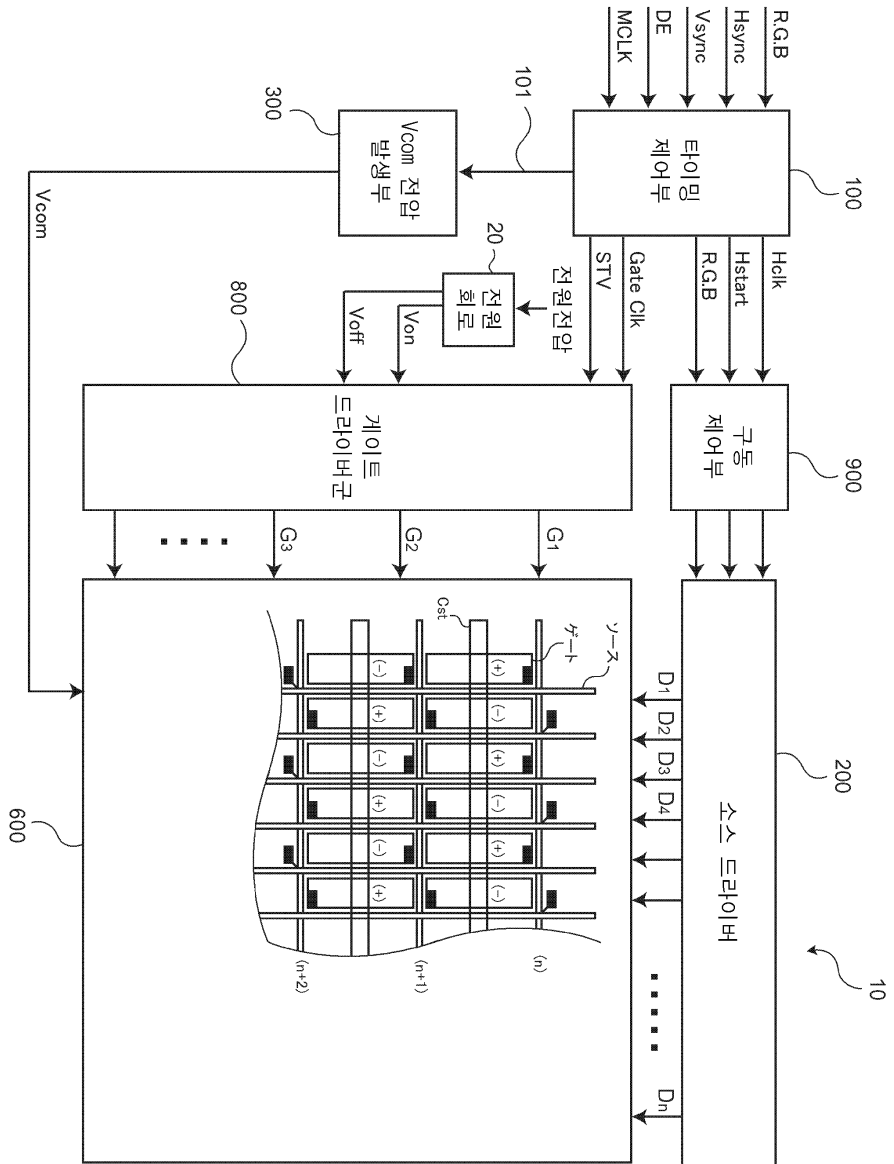 R.G.B
Hsync
Vsync
DE
MCLK
타이밍
제어부
100
101
Vcom 전압
발생부
300
Vcom
Hclk
Hstart
R.G.B
Gate Clk
STV
전원전압
전원
회로
20
Von
Voff
구동
제어부
900
게이트
드라이버군
800
G1
G2
G3
소스 드라이버
200
10
D1
D2
D3
D4
Dn
ソース
ゲート
Cst
(+)
(-)
(+)
(-)
(+)
(-)
(-)
(+)
(-)
(+)
(-)
(+)
(n)
(n+1)
(n+2)
600